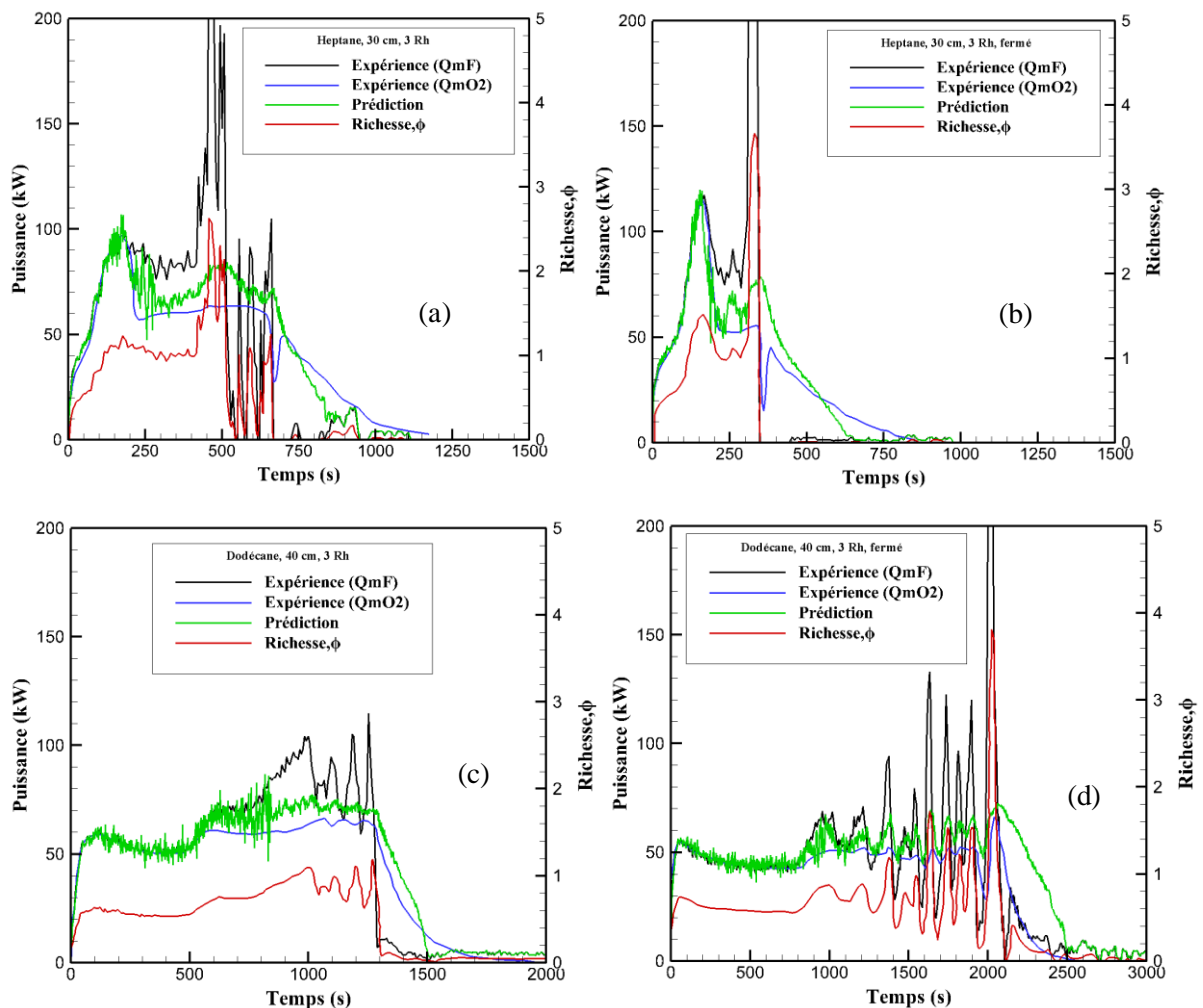 Heptane, 30 cm, 3 Rh
Expérience (QmF)
Expérience (QmO2)
Prédiction
Richesse,ϕ
(a)
Puissance (kW)
0
50
100
150
200
Richesse,ϕ
0
1
2
3
4
5
0 250 500 750 1000 1250 1500
Temps (s)
Heptane, 30 cm, 3 Rh, fermé
Expérience (QmF)
Expérience (QmO2)
Prédiction
Richesse,ϕ
(b)
Puissance (kW)
0
50
100
150
200
Richesse,ϕ
0
1
2
3
4
5
0 250 500 750 1000 1250 1500
Temps (s)
Dodécane, 40 cm, 3 Rh
Expérience (QmF)
Expérience (QmO2)
Prédiction
Richesse,ϕ
(c)
Puissance (kW)
0
50
100
150
200
Richesse,ϕ
0
1
2
3
4
5
0 500 1000 1500 2000
Temps (s)
Dodécane, 40 cm, 3 Rh, fermé
Expérience (QmF)
Expérience (QmO2)
Prédiction
Richesse,ϕ
(d)
Puissance (kW)
0
50
100
150
200
Richesse,ϕ
0
1
2
3
4
5
0 500 1000 1500 2000 2500 3000
Temps (s)